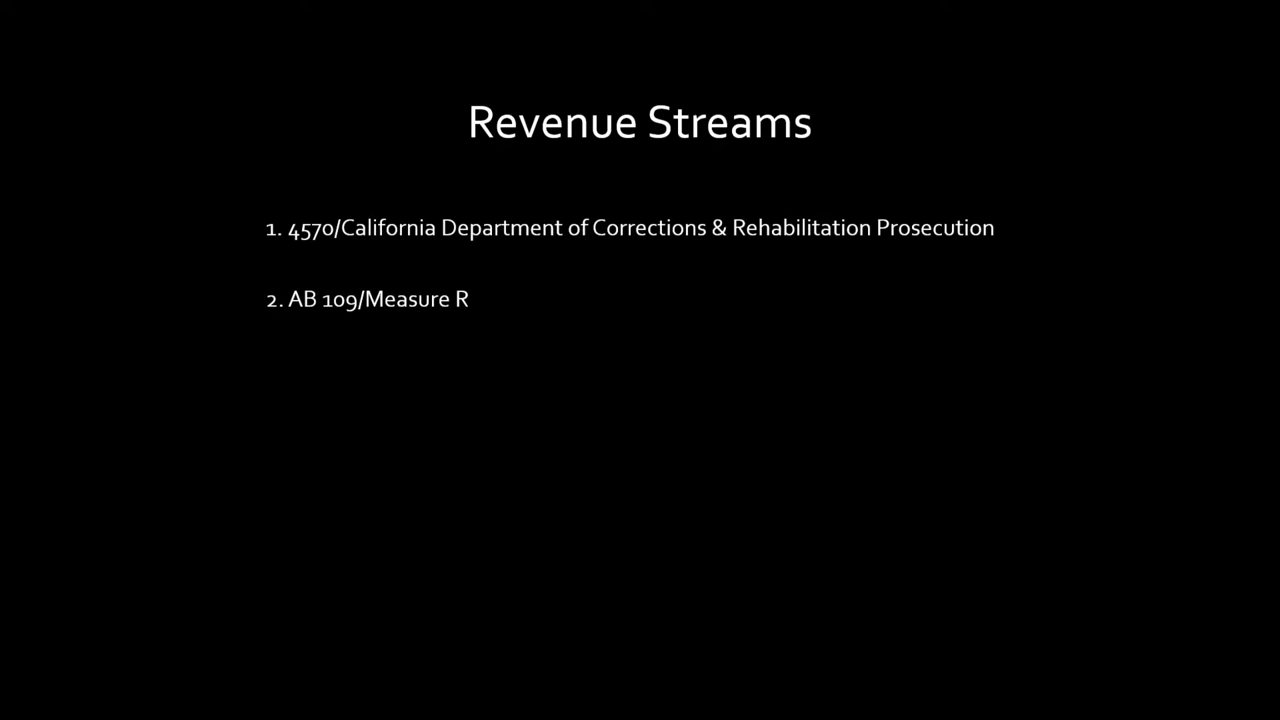 Revenue Streams
1. 4570/California Department of Corrections & Rehabilitation Prosecution
2. AB 109/Measure R